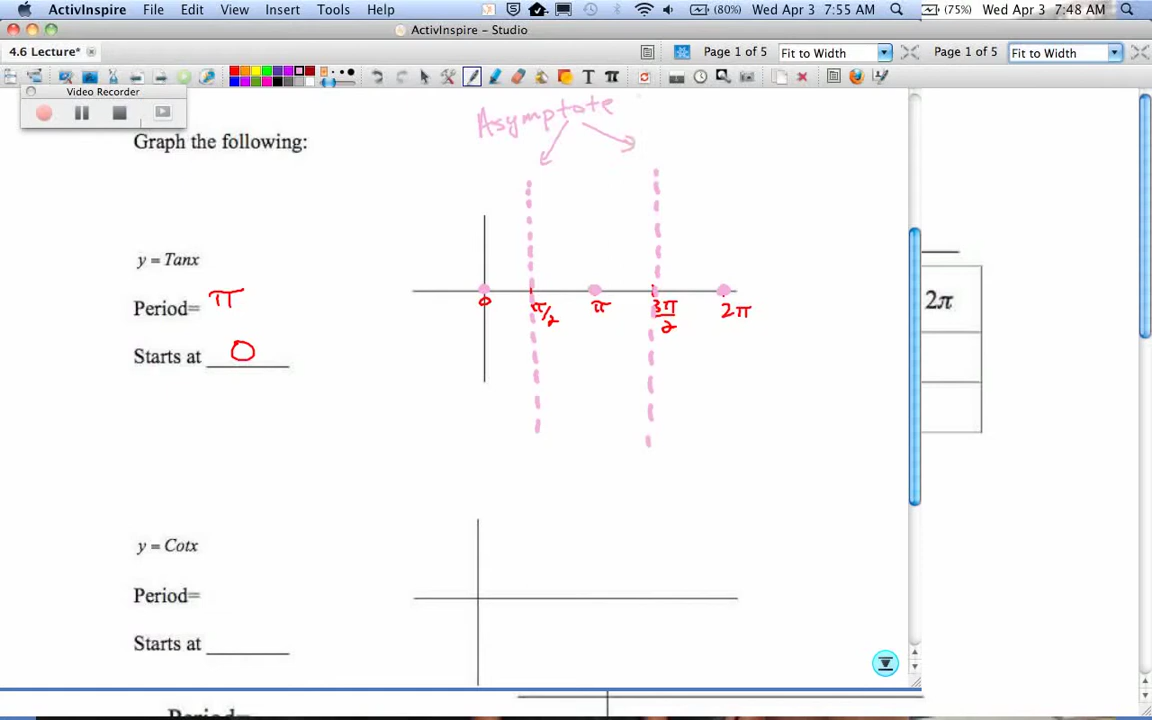 ActivInspire File Edit View Insert Tools Help (80%) Wed Apr 3 7:55 AM (75%) Wed Apr 3 7:48 AM
ActivInspire – Studio
4.6 Lecture* Page 1 of 5 Fit to Width Page 1 of 5 Fit to Width
T π
Video Recorder
Asymptote
Graph the following:
y = Tanx
Period= π
0 π/2 π 3π/2 2π
2π
Starts at 0
y = Cotx
Period=
Starts at
Period=